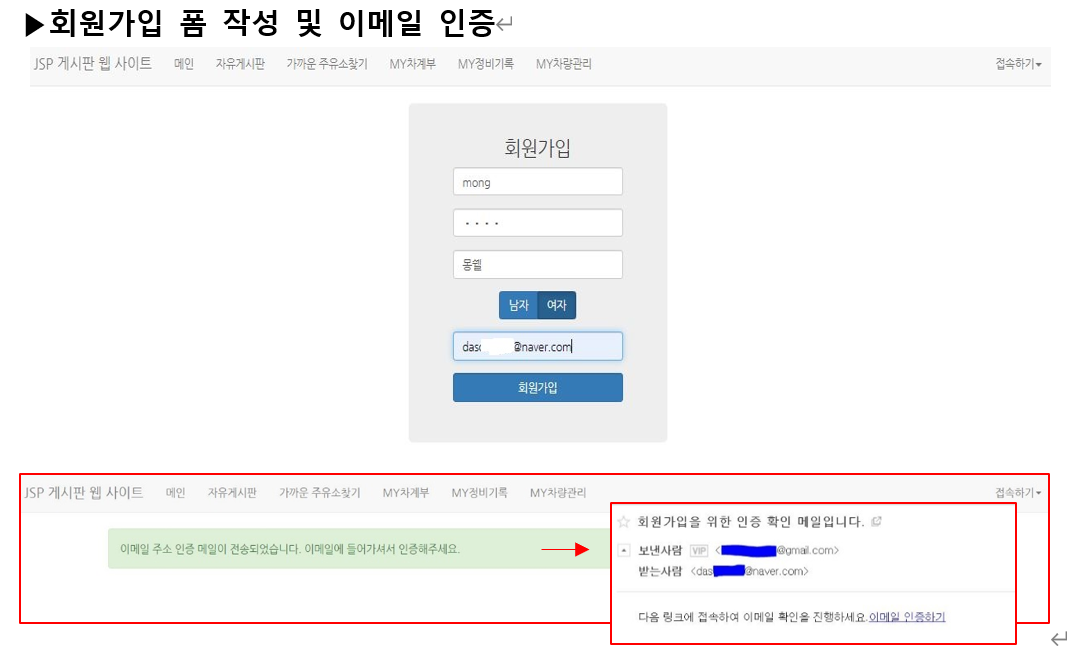 ▶회원가입 폼 작성 및 이메일 인증↵
JSP 게시판 웹 사이트 메인 자유게시판 가까운 주유소찾기 MY차계부 MY정비기록 MY차량관리 접속하기
회원가입
mong
몽쉘
남자 여자
@naver.com
회원가입
JSP 게시판 웹 사이트 메인 자유게시판 가까운 주유소찾기 MY차계부 MY정비기록 MY차량관리 접속하기
이메일 주소 인증 메일이 전송되었습니다. 이메일에 들어가셔서 인증해주세요.
회원가입을 위한 인증 확인 메일입니다.
보낸사람 VIP < @gmail.com>
받는사람 <das @naver.com>
다음 링크에 접속하여 이메일 확인을 진행하세요.이메일 인증하기